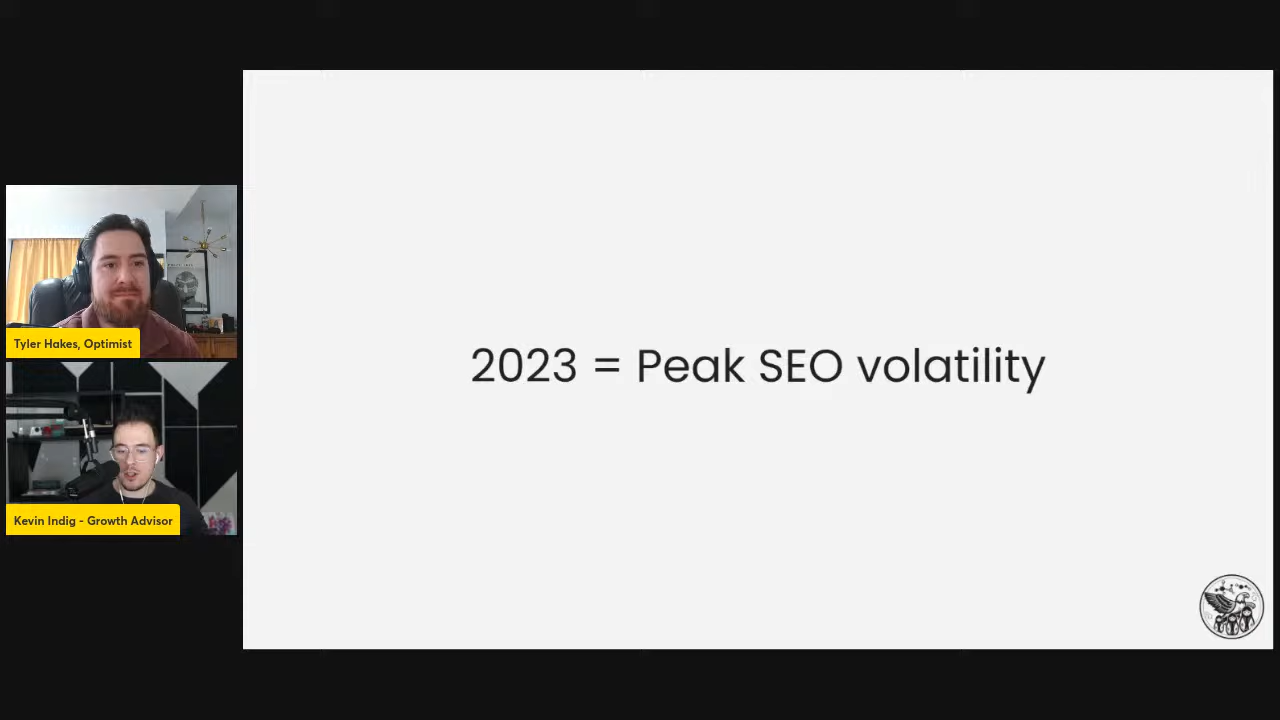 Tyler Hakes, Optimist
Kevin Indig - Growth Advisor
2023 = Peak SEO volatility